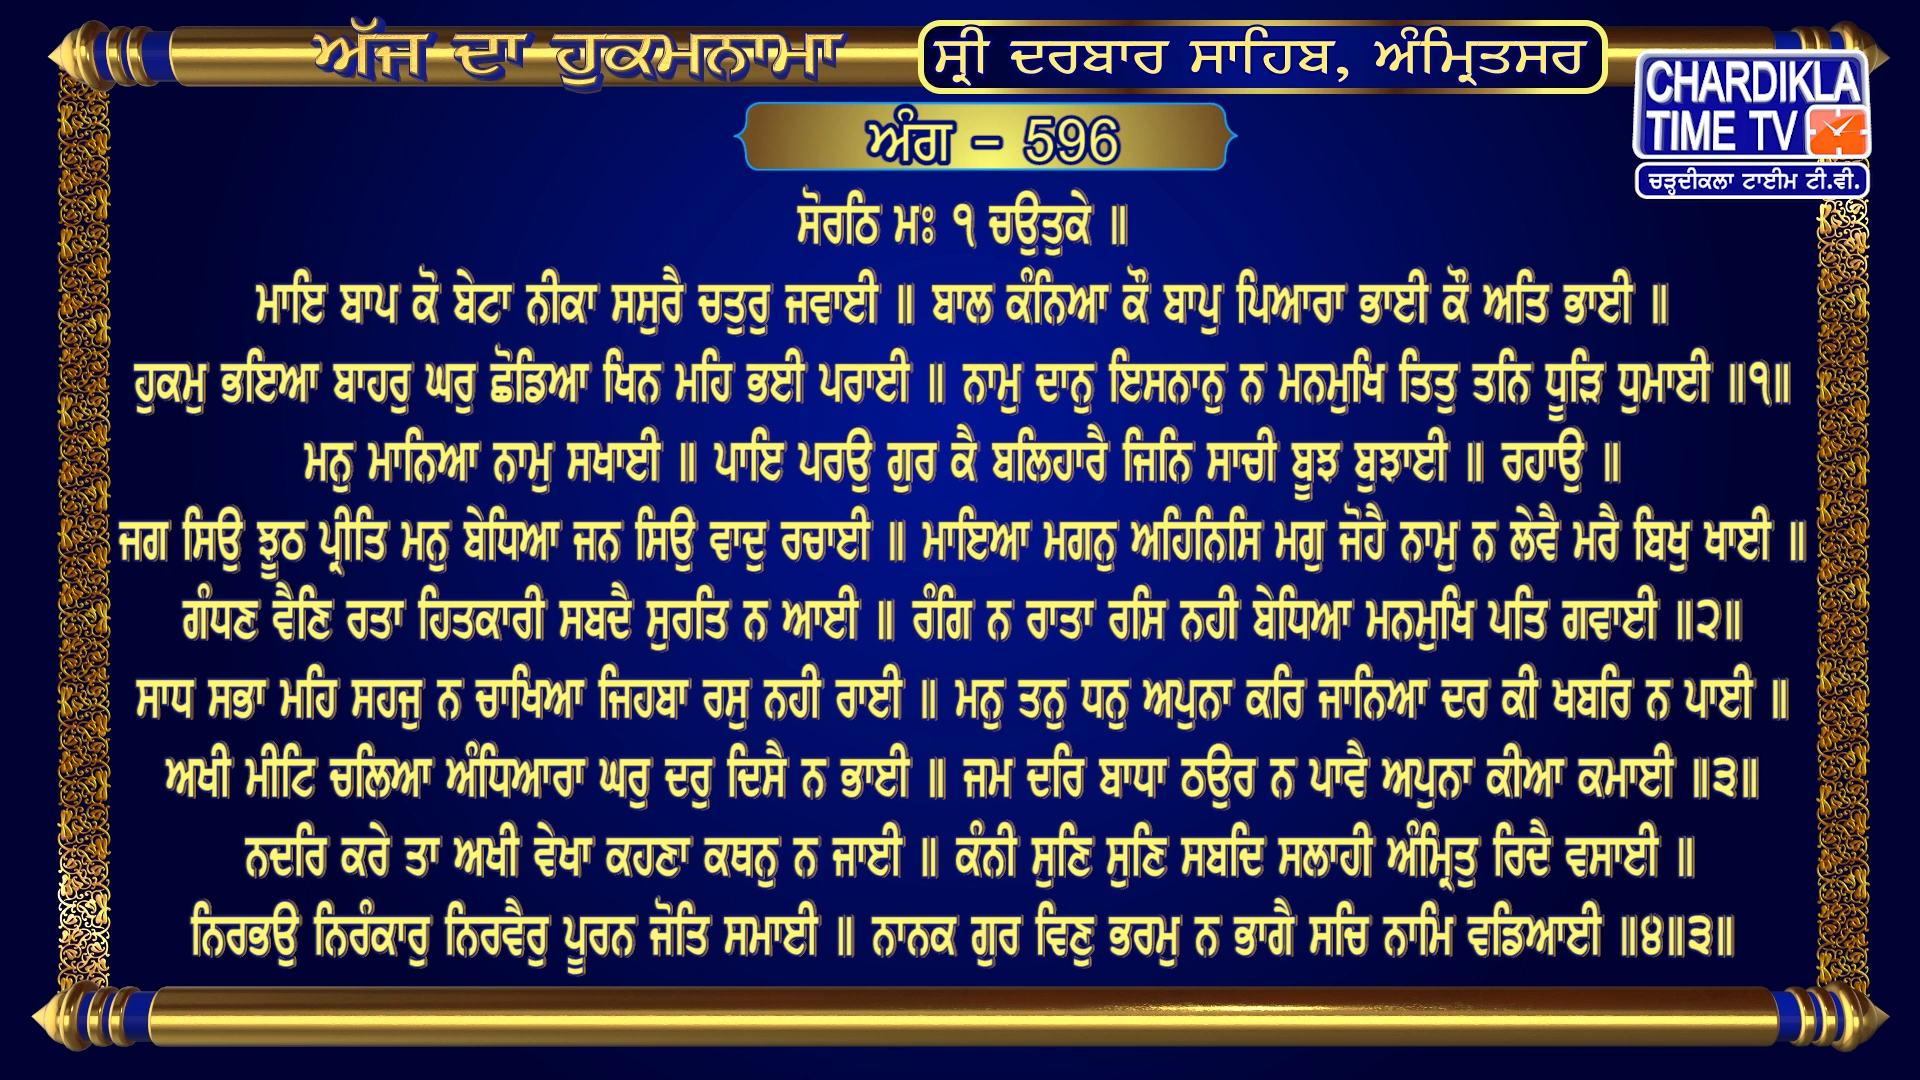 ਅੱਜ ਦਾ ਹੁਕਮਨਾਮਾ
ਸ੍ਰੀ ਦਰਬਾਰ ਸਾਹਿਬ, ਅੰਮ੍ਰਿਤਸਰ
CHARDIKLA
TIME TV
ਚੜ੍ਹਦੀਕਲਾ ਟਾਈਮ ਟੀ.ਵੀ.
ਅੰਗ - 596
ਸੋਰਠਿ ਮਃ ੧ ਚਉਤੁਕੇ ॥
ਮਾਇ ਬਾਪ ਕੋ ਬੇਟਾ ਨੀਕਾ ਸਸੁਰੈ ਚਤੁਰੁ ਜਵਾਈ ॥ ਬਾਲ ਕੰਨਿਆ ਕੌ ਬਾਪੁ ਪਿਆਰਾ ਭਾਈ ਕੌ ਅਤਿ ਭਾਈ ॥
ਹੁਕਮੁ ਭਇਆ ਬਾਹਰੁ ਘਰੁ ਛੋਡਿਆ ਖਿਨ ਮਹਿ ਭਈ ਪਰਾਈ ॥ ਨਾਮੁ ਦਾਨੁ ਇਸਨਾਨੁ ਨ ਮਨਮੁਖਿ ਤਿਤੁ ਤਨਿ ਧੂੜਿ ਧੁਮਾਈ ॥੧॥
ਮਨੁ ਮਾਨਿਆ ਨਾਮੁ ਸਖਾਈ ॥ ਪਾਇ ਪਰਉ ਗੁਰ ਕੈ ਬਲਿਹਾਰੈ ਜਿਨਿ ਸਾਚੀ ਬੂਝ ਬੁਝਾਈ ॥ ਰਹਾਉ ॥
ਜਗ ਸਿਉ ਝੂਠ ਪ੍ਰੀਤਿ ਮਨੁ ਬੇਧਿਆ ਜਨ ਸਿਉ ਵਾਦੁ ਰਚਾਈ ॥ ਮਾਇਆ ਮਗਨੁ ਅਹਿਨਿਸਿ ਮਗੁ ਜੋਹੈ ਨਾਮੁ ਨ ਲੇਵੈ ਮਰੈ ਬਿਖੁ ਖਾਈ ॥
ਗੰਧਣ ਵੈਣਿ ਰਤਾ ਹਿਤਕਾਰੀ ਸਬਦੈ ਸੁਰਤਿ ਨ ਆਈ ॥ ਰੰਗਿ ਨ ਰਾਤਾ ਰਸਿ ਨਹੀ ਬੇਧਿਆ ਮਨਮੁਖਿ ਪਤਿ ਗਵਾਈ ॥੨॥
ਸਾਧ ਸਭਾ ਮਹਿ ਸਹਜੁ ਨ ਚਾਖਿਆ ਜਿਹਬਾ ਰਸੁ ਨਹੀ ਰਾਈ ॥ ਮਨੁ ਤਨੁ ਧਨੁ ਅਪੁਨਾ ਕਰਿ ਜਾਨਿਆ ਦਰ ਕੀ ਖਬਰਿ ਨ ਪਾਈ ॥
ਅਖੀ ਮੀਟਿ ਚਲਿਆ ਅੰਧਿਆਰਾ ਘਰੁ ਦਰੁ ਦਿਸੈ ਨ ਭਾਈ ॥ ਜਮ ਦਰਿ ਬਾਧਾ ਠਉਰ ਨ ਪਾਵੈ ਅਪੁਨਾ ਕੀਆ ਕਮਾਈ ॥੩॥
ਨਦਰਿ ਕਰੇ ਤਾ ਅਖੀ ਵੇਖਾ ਕਹਣਾ ਕਥਨੁ ਨ ਜਾਈ ॥ ਕੰਨੀ ਸੁਣਿ ਸੁਣਿ ਸਬਦਿ ਸਲਾਹੀ ਅੰਮ੍ਰਿਤੁ ਰਿਦੈ ਵਸਾਈ ॥
ਨਿਰਭਉ ਨਿਰੰਕਾਰੁ ਨਿਰਵੈਰੁ ਪੂਰਨ ਜੋਤਿ ਸਮਾਈ ॥ ਨਾਨਕ ਗੁਰ ਵਿਣੁ ਭਰਮੁ ਨ ਭਾਗੈ ਸਚਿ ਨਾਮਿ ਵਡਿਆਈ ॥੪॥੩॥